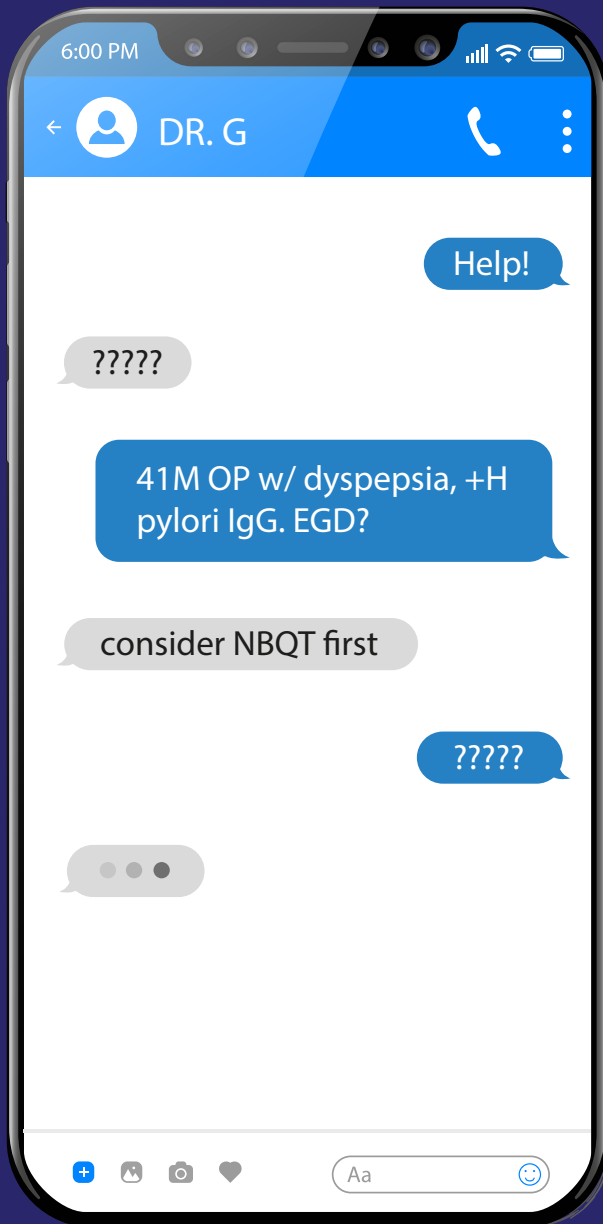 6:00 PM
DR. G
Help!
?????
41M OP w/ dyspepsia, +H
pylori IgG. EGD?
consider NBQT first
?????
Aa